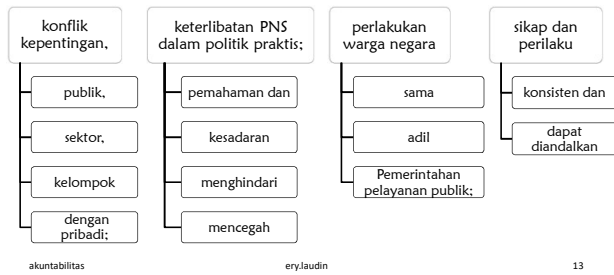 konflik
kepentingan,
publik,
sektor,
kelompok
dengan
pribadi;
keterlibatan PNS
dalam politik praktis;
pemahaman dan
kesadaran
menghindari
mencegah
perlakukan
warga negara
sama
adil
Pemerintahan
pelayanan publik;
sikap dan
perilaku
konsisten dan
dapat
diandalkan
akuntabilitas
ery.laudin
13